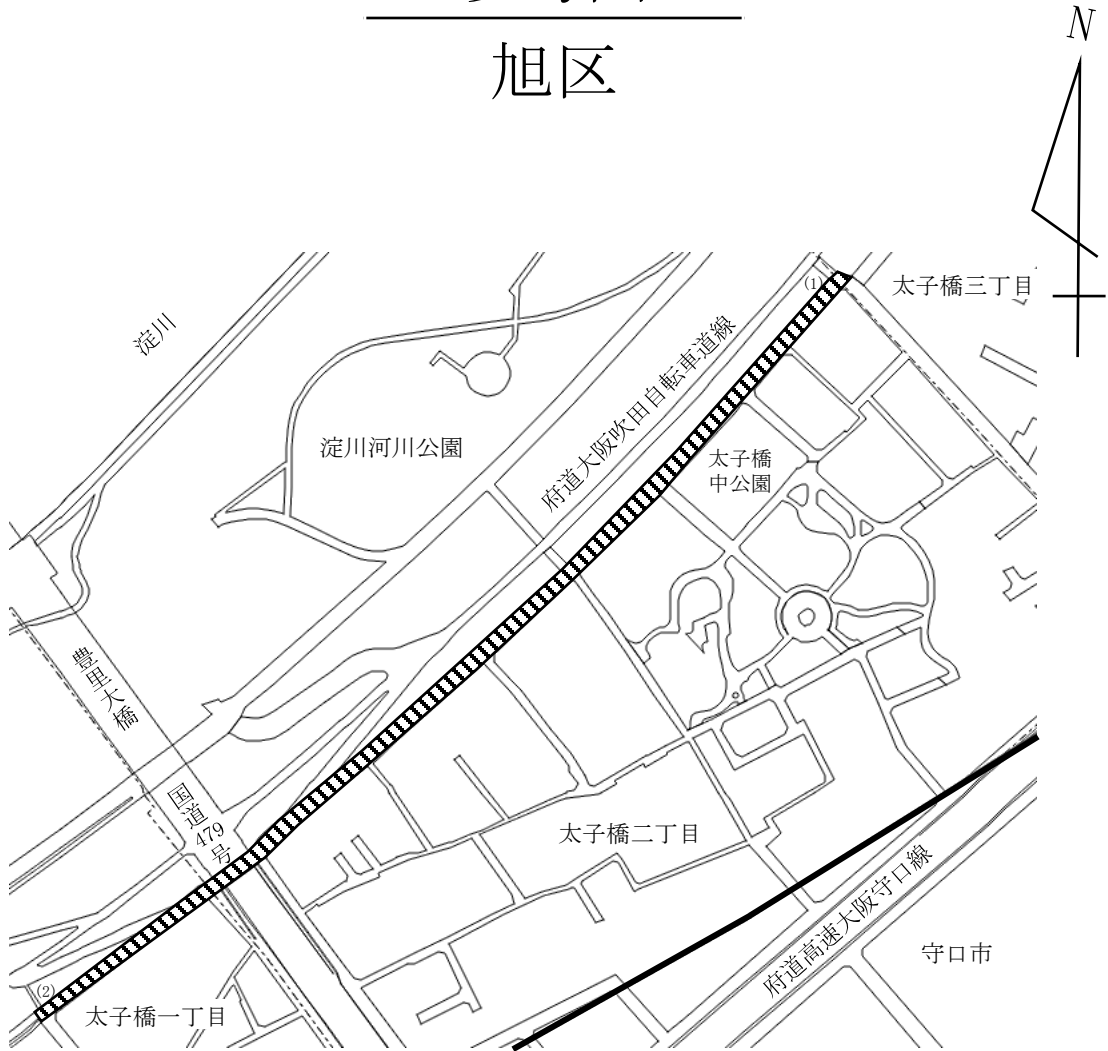 旭区
N
(1)
太子橋三丁目
淀川
府道大阪吹田自転車道線
淀川河川公園
太子橋
中公園
豊里大橋
国道479号
太子橋二丁目
府道高速大阪守口線
守口市
(2)
太子橋一丁目